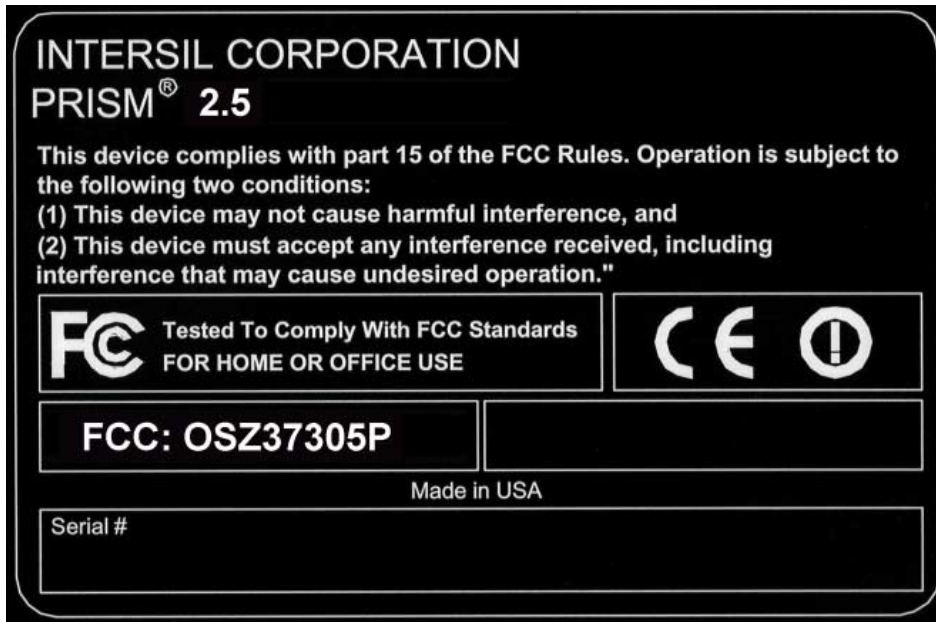 INTERSIL CORPORATION
PRISM® 2.5
This device complies with part 15 of the FCC Rules. Operation is subject to
the following two conditions:
(1) This device may not cause harmful interference, and
(2) This device must accept any interference received, including
interference that may cause undesired operation."
FCC Tested To Comply With FCC Standards
FOR HOME OR OFFICE USE
CE
FCC: OSZ37305P
Made in USA
Serial #